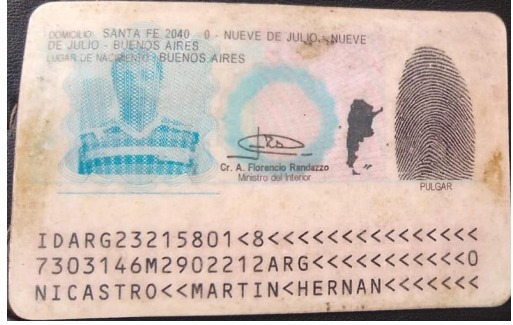 DOMICILIO: SANTA FE 2040 0 - NUEVE DE JULIO - NUEVE
DE JULIO - BUENOS AIRES
LUGAR DE NACIMIENTO: BUENOS AIRES
Cr. A. Florencio Randazzo
Ministro del Interior
PULGAR
IDARG23215801<8<<<<<<<<<<<<<<<
7303146M2902212ARG<<<<<<<<<<<0
NICASTRO<<MARTIN<HERNAN<<<<<<<